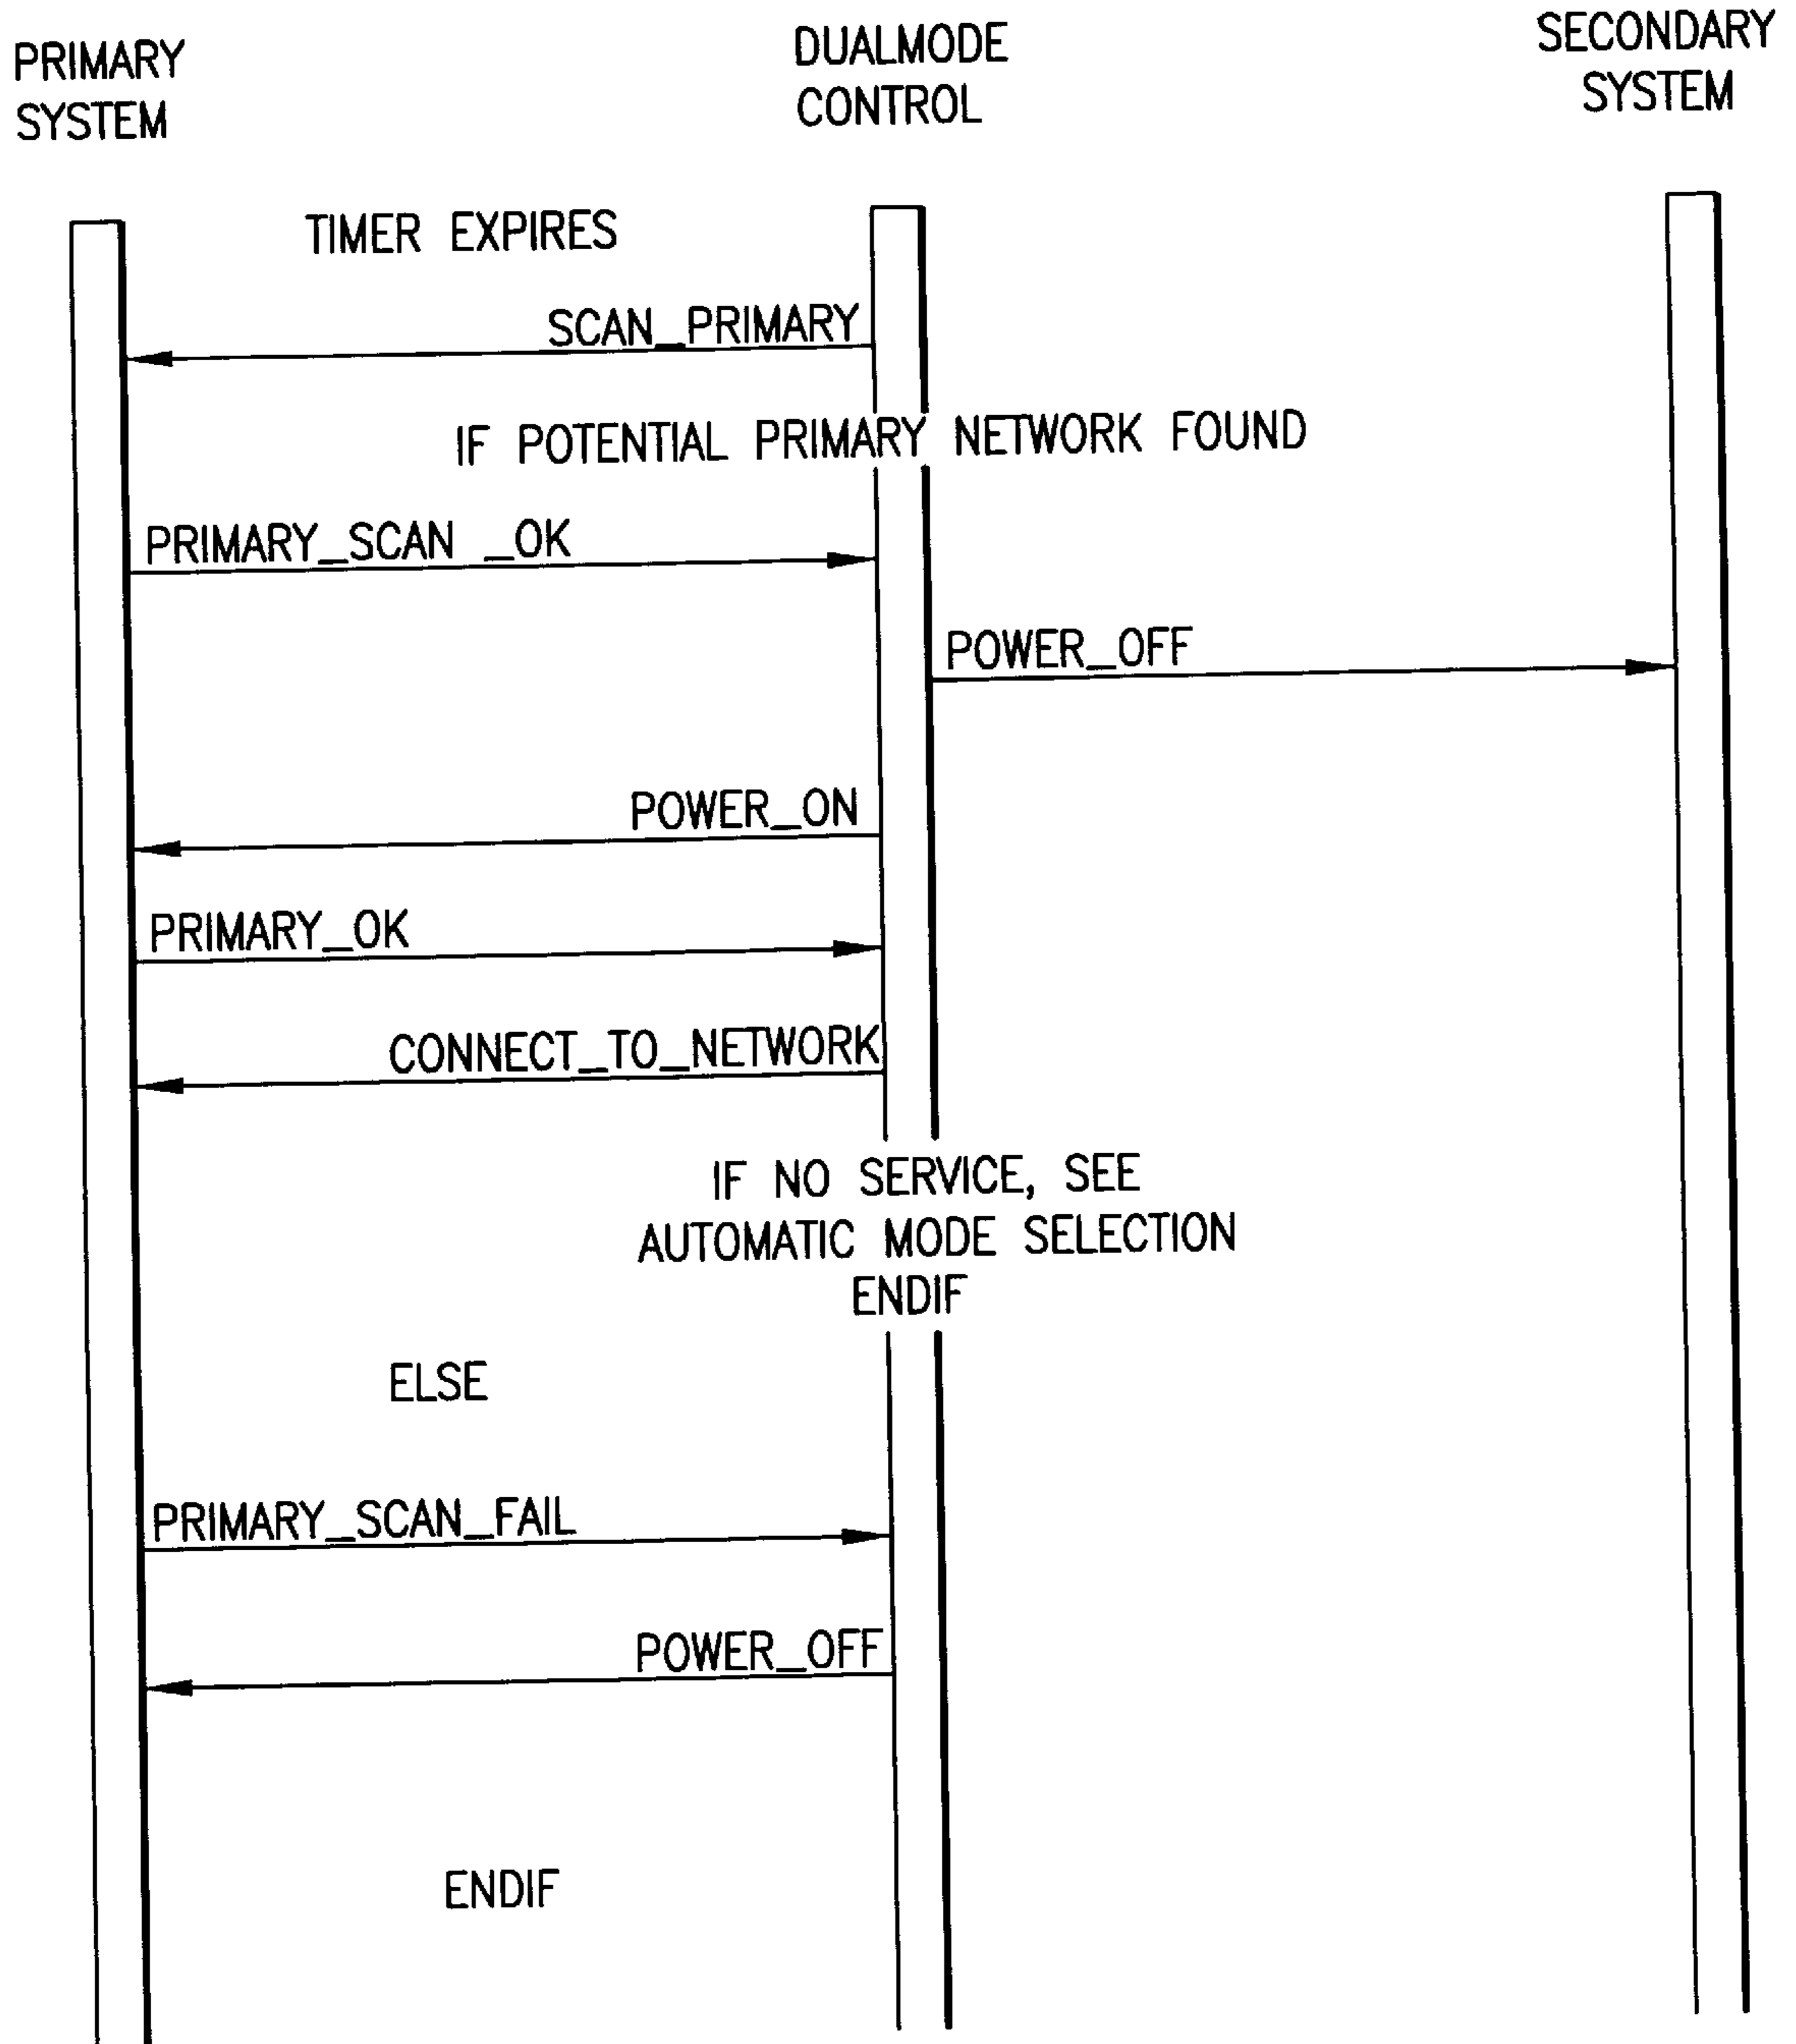 PRIMARY
SYSTEM
DUALMODE
CONTROL
SECONDARY
SYSTEM
TIMER EXPIRES
SCAN_PRIMARY
IF POTENTIAL PRIMARY NETWORK FOUND
PRIMARY_SCAN _OK
POWER_OFF
POWER_ON
PRIMARY_OK
CONNECT_TO_NETWORK
IF NO SERVICE, SEE
AUTOMATIC MODE SELECTION
ENDIF
ELSE
PRIMARY_SCAN_FAIL
POWER_OFF
ENDIF